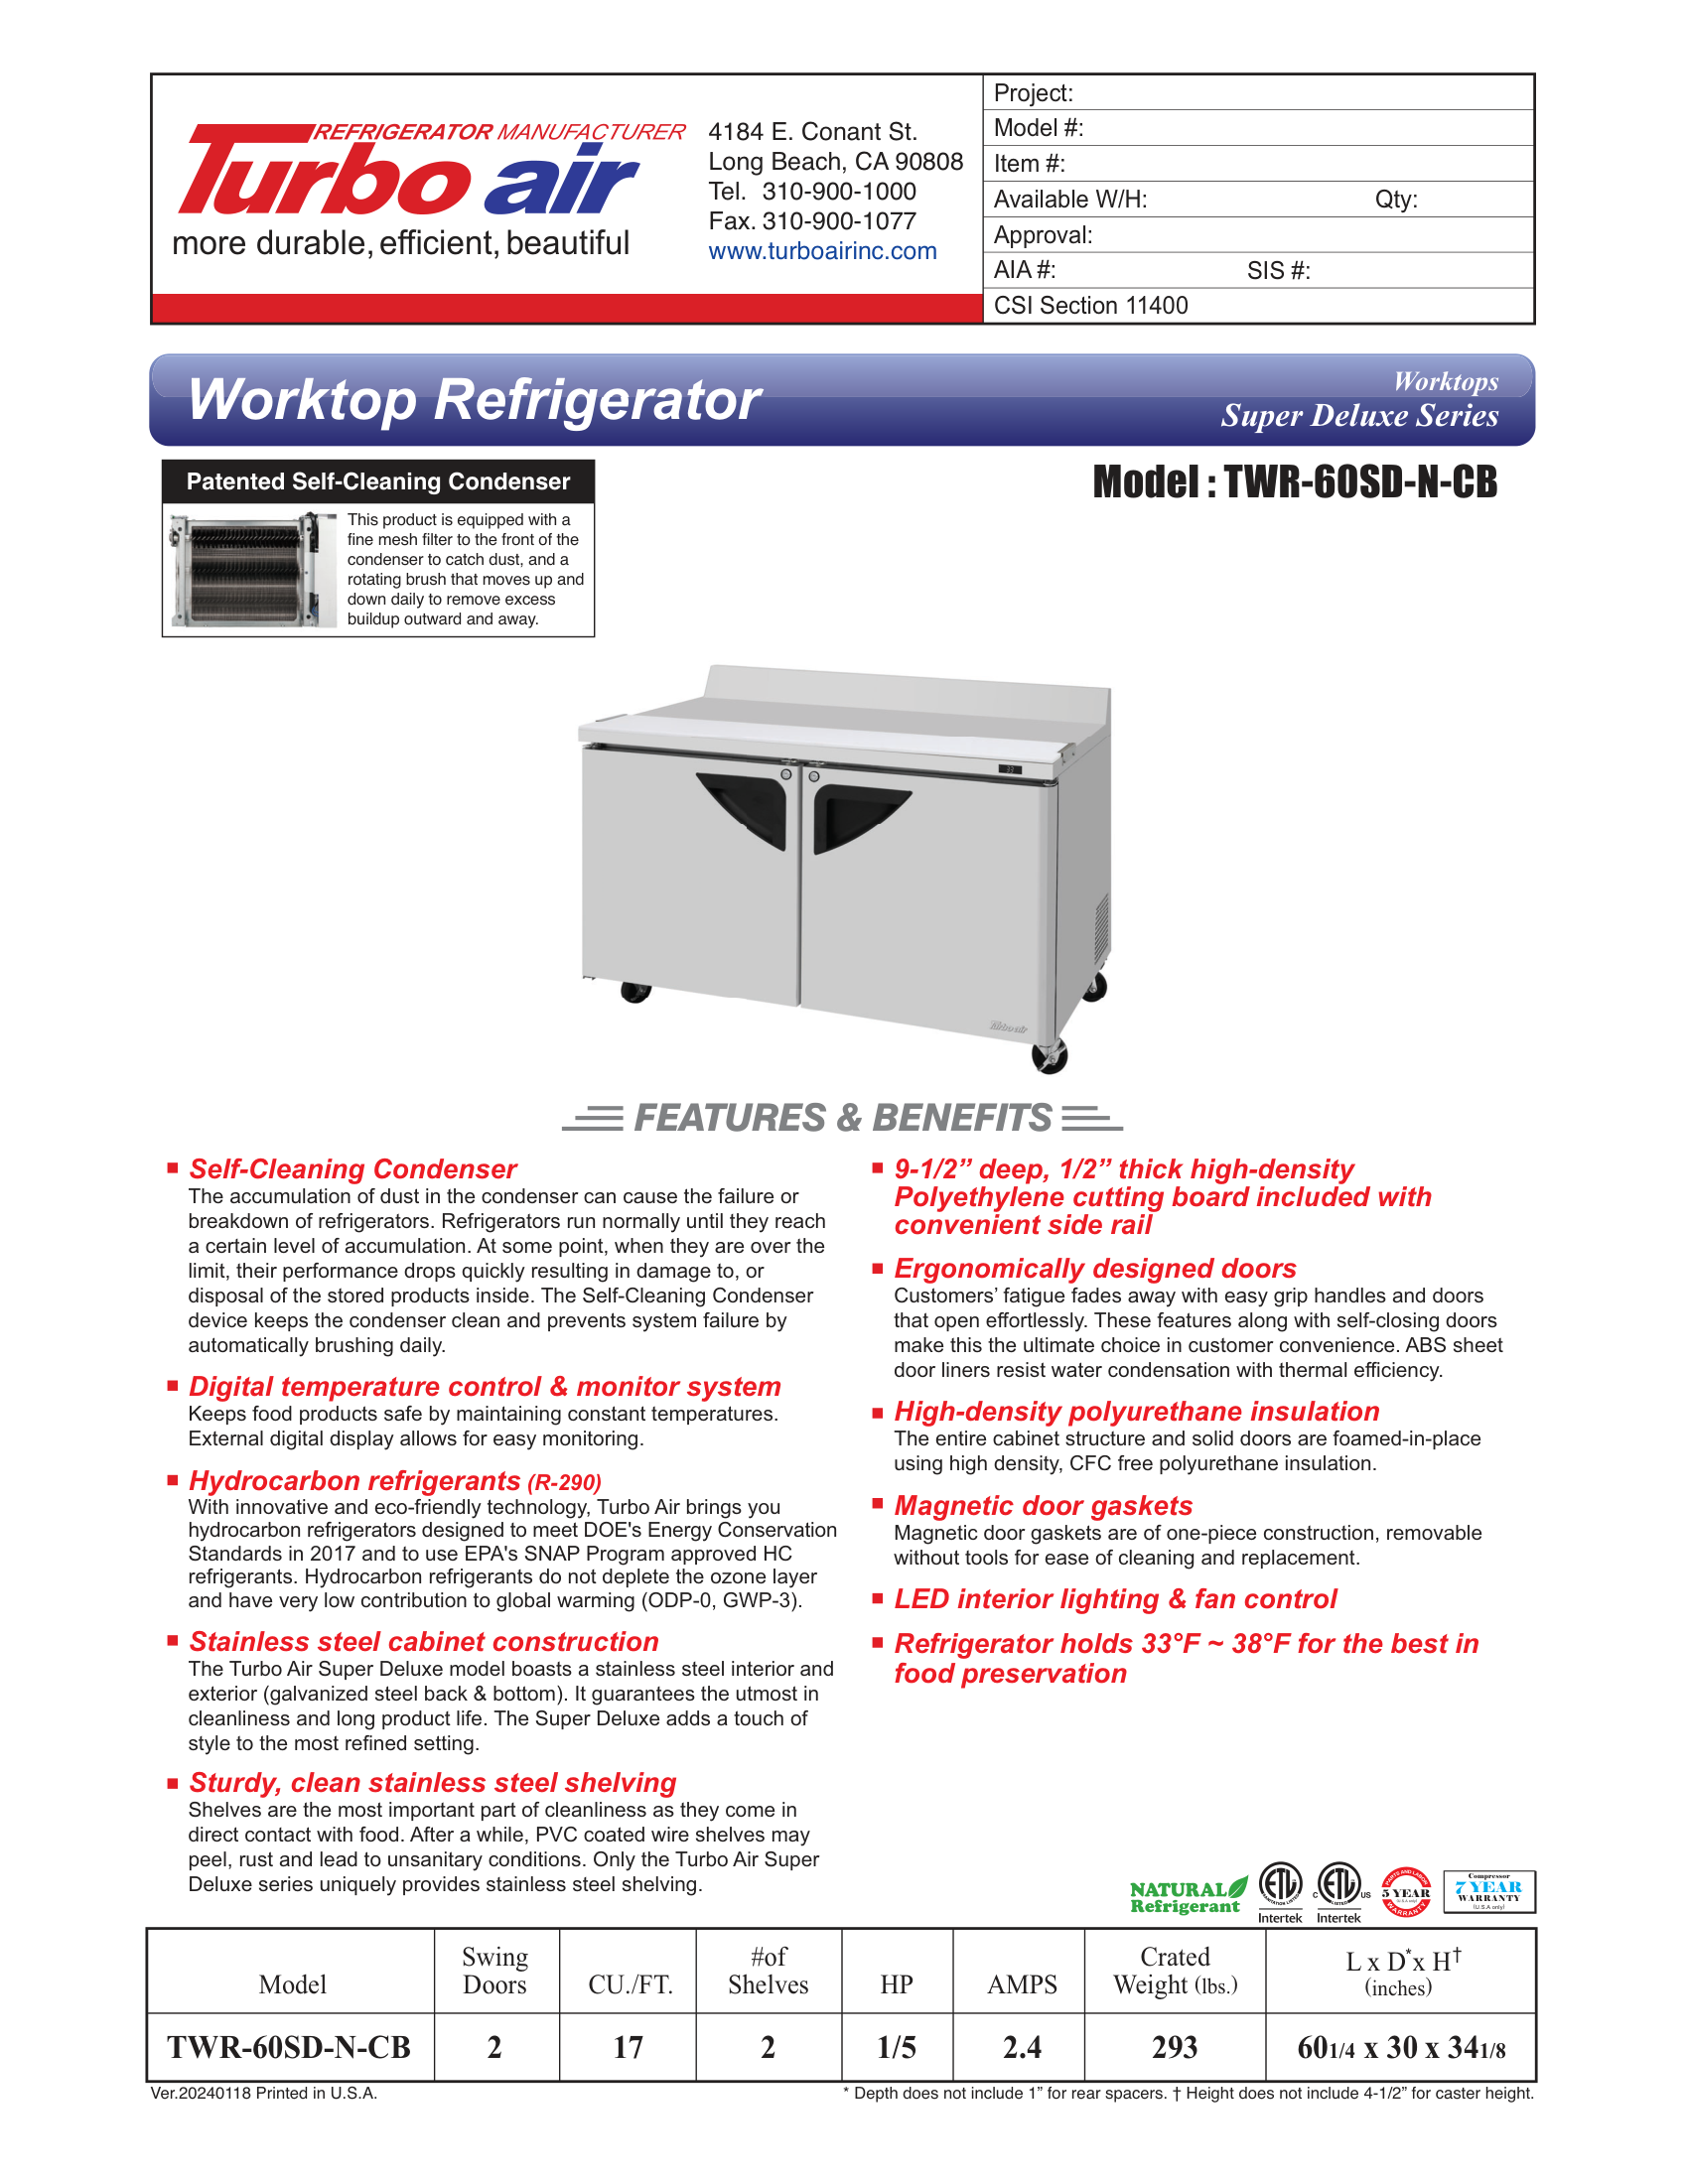 REFRIGERATOR MANUFACTURER
Turbo air
more durable, efficient, beautiful
4184 E. Conant St.
Long Beach, CA 90808
Tel. 310-900-1000
Fax. 310-900-1077
www.turboairinc.com
Project:
Model #:
Item #:
Available W/H: Qty:
Approval:
AIA #: SIS #:
CSI Section 11400
Worktop Refrigerator
Worktops
Super Deluxe Series
Patented Self-Cleaning Condenser
This product is equipped with a
fine mesh filter to the front of the
condenser to catch dust, and a
rotating brush that moves up and
down daily to remove excess
buildup outward and away.
Model : TWR-60SD-N-CB
Turbo air
FEATURES & BENEFITS
■ Self-Cleaning Condenser
The accumulation of dust in the condenser can cause the failure or
breakdown of refrigerators. Refrigerators run normally until they reach
a certain level of accumulation. At some point, when they are over the
limit, their performance drops quickly resulting in damage to, or
disposal of the stored products inside. The Self-Cleaning Condenser
device keeps the condenser clean and prevents system failure by
automatically brushing daily.
■ Digital temperature control & monitor system
Keeps food products safe by maintaining constant temperatures.
External digital display allows for easy monitoring.
■ Hydrocarbon refrigerants (R-290)
With innovative and eco-friendly technology, Turbo Air brings you
hydrocarbon refrigerators designed to meet DOE's Energy Conservation
Standards in 2017 and to use EPA's SNAP Program approved HC
refrigerants. Hydrocarbon refrigerants do not deplete the ozone layer
and have very low contribution to global warming (ODP-0, GWP-3).
■ Stainless steel cabinet construction
The Turbo Air Super Deluxe model boasts a stainless steel interior and
exterior (galvanized steel back & bottom). It guarantees the utmost in
cleanliness and long product life. The Super Deluxe adds a touch of
style to the most refined setting.
■ Sturdy, clean stainless steel shelving
Shelves are the most important part of cleanliness as they come in
direct contact with food. After a while, PVC coated wire shelves may
peel, rust and lead to unsanitary conditions. Only the Turbo Air Super
Deluxe series uniquely provides stainless steel shelving.
■ 9-1/2” deep, 1/2” thick high-density
Polyethylene cutting board included with
convenient side rail
■ Ergonomically designed doors
Customers’ fatigue fades away with easy grip handles and doors
that open effortlessly. These features along with self-closing doors
make this the ultimate choice in customer convenience. ABS sheet
door liners resist water condensation with thermal efficiency.
■ High-density polyurethane insulation
The entire cabinet structure and solid doors are foamed-in-place
using high density, CFC free polyurethane insulation.
■ Magnetic door gaskets
Magnetic door gaskets are of one-piece construction, removable
without tools for ease of cleaning and replacement.
■ LED interior lighting & fan control
■ Refrigerator holds 33°F ~ 38°F for the best in
food preservation
NATURAL
Refrigerant
ETL
SANITATION LISTED
Intertek
C ETL US
LISTED
Intertek
PARTS AND LABOR
5 YEAR
(U.S.A only)
WARRANTY
Compressor
7 YEAR
WARRANTY
(U.S.A only)
Model Swing Doors CU./FT. #of Shelves HP AMPS Crated Weight (lbs.) L x D* x H† (inches)
TWR-60SD-N-CB 2 17 2 1/5 2.4 293 60 1/4 x 30 x 34 1/8
Ver.20240118 Printed in U.S.A.
* Depth does not include 1” for rear spacers. † Height does not include 4-1/2” for caster height.